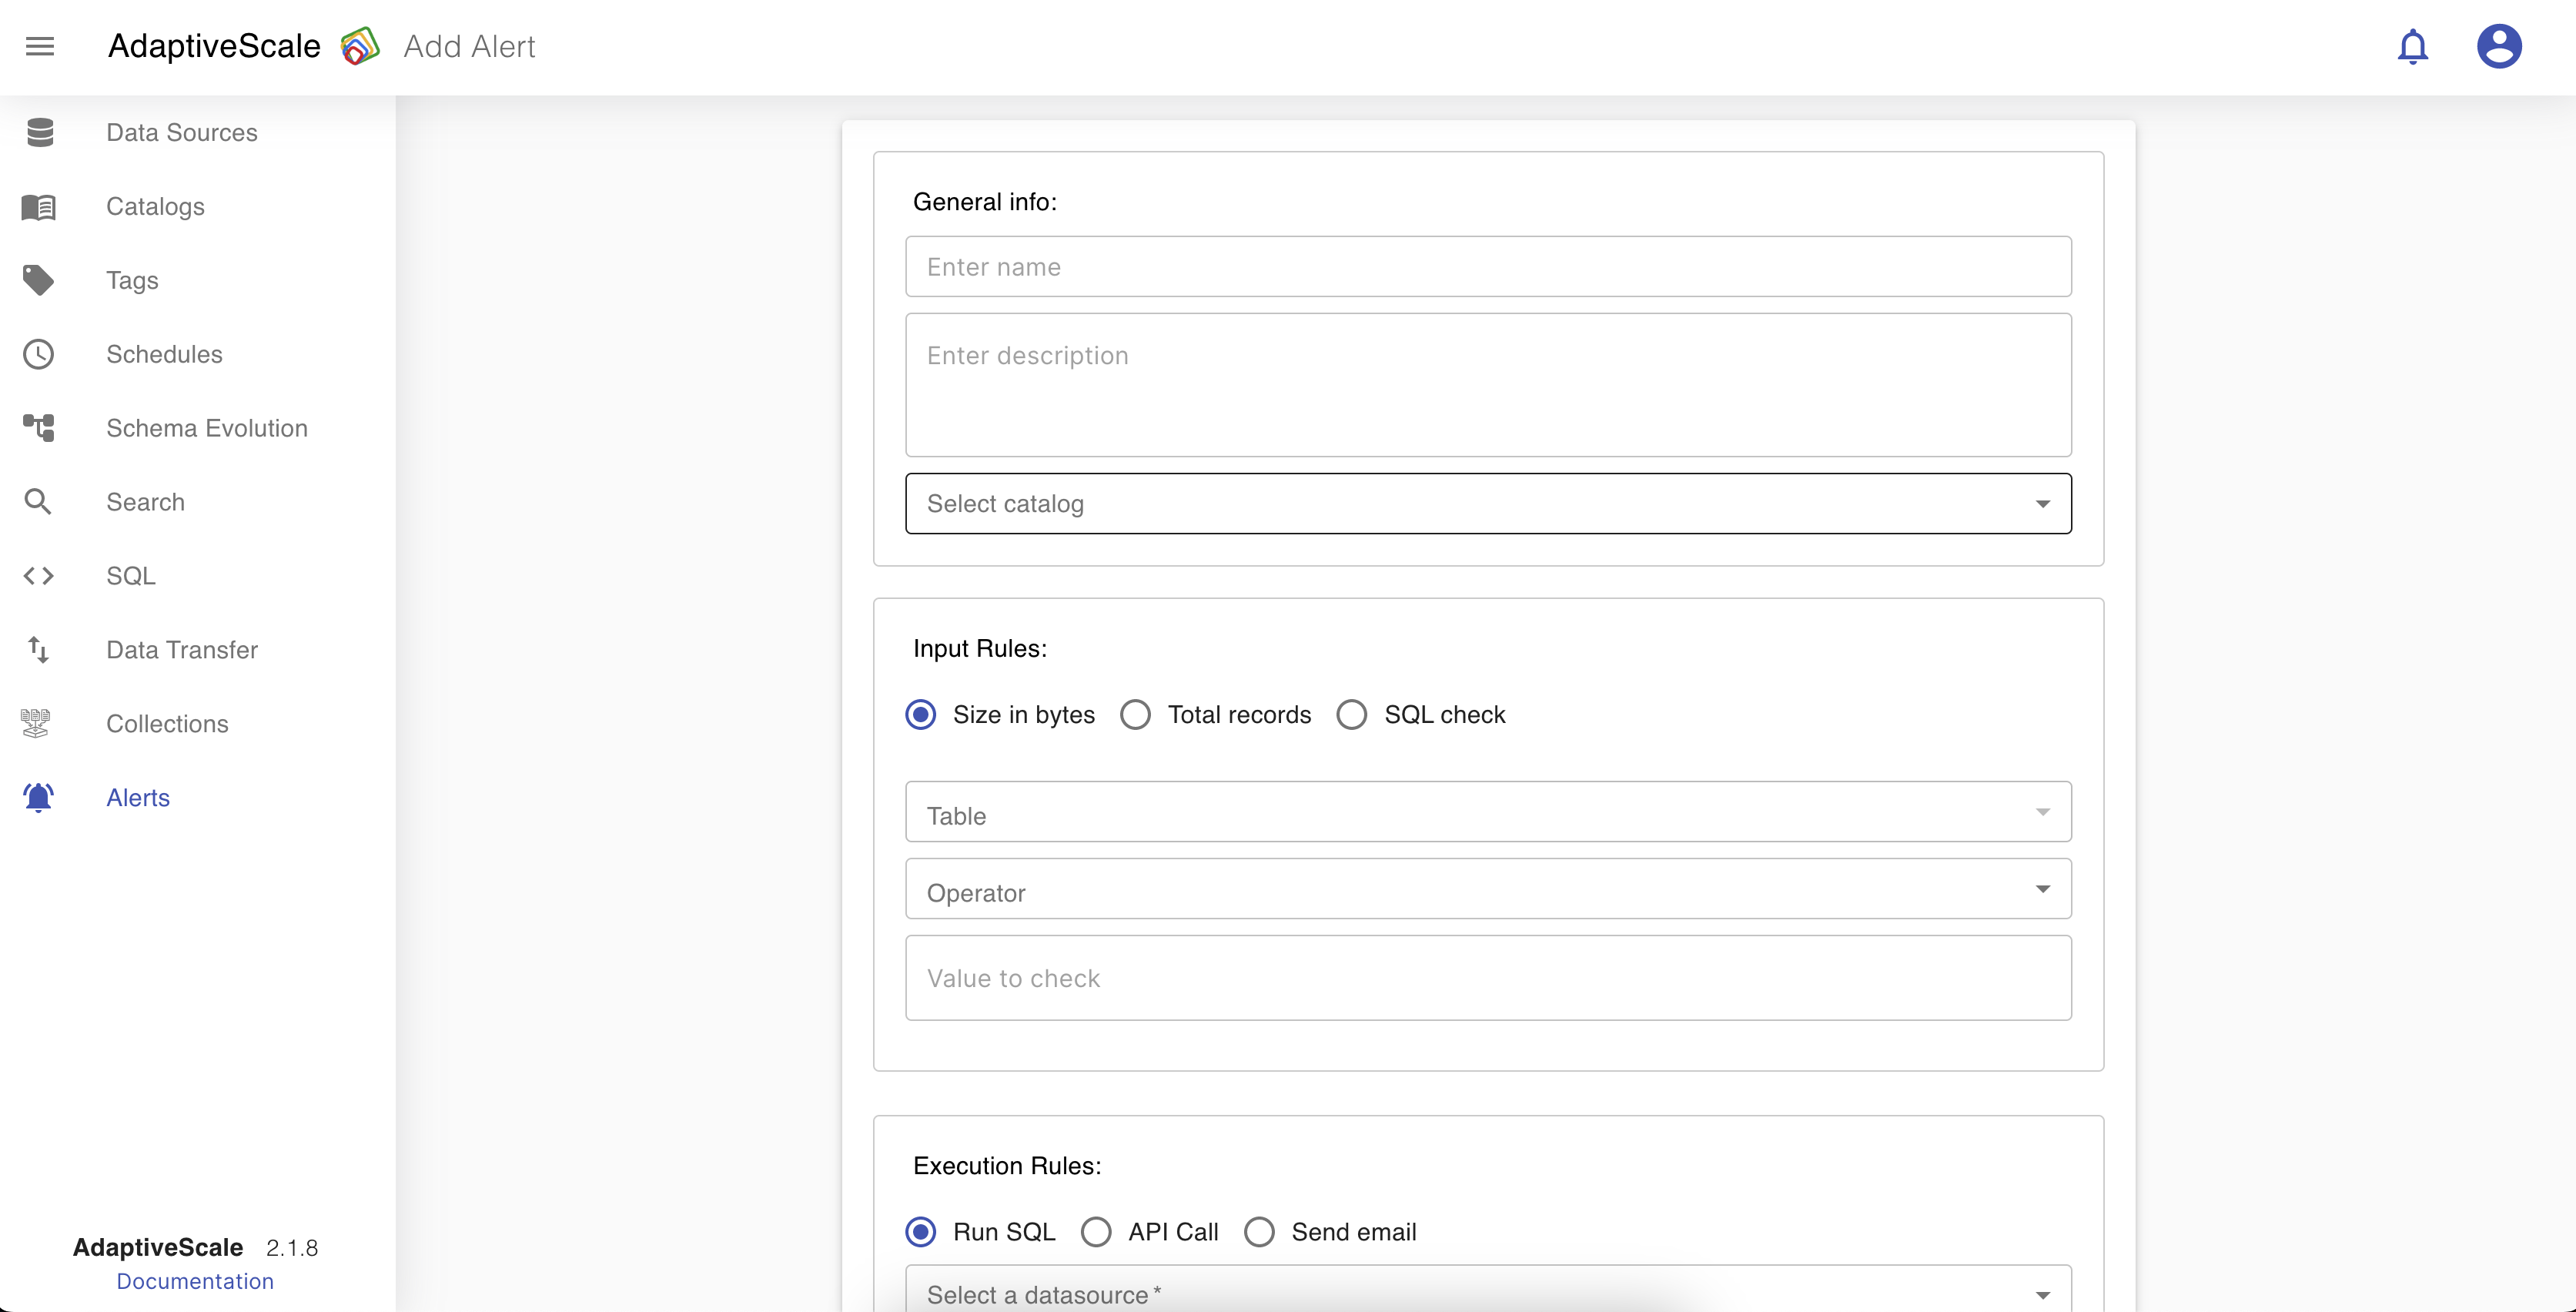 AdaptiveScale Add Alert
Data Sources
Catalogs
Tags
Schedules
Schema Evolution
Search
SQL
Data Transfer
Collections
Alerts
AdaptiveScale 2.1.8
Documentation
General info:
Enter name
Enter description
Select catalog
Input Rules:
Size in bytes Total records SQL check
Table
Operator
Value to check
Execution Rules:
Run SQL API Call Send email
Select a datasource *